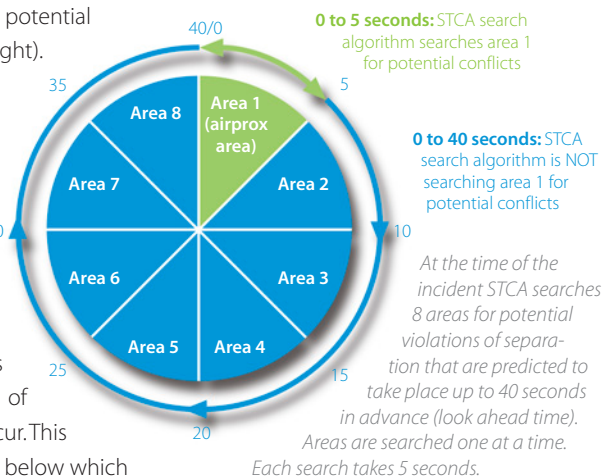 potential
ght).
40/0
0 to 5 seconds: STCA search
algorithm searches area 1
for potential conflicts
35
5
Area 8
Area 1
(airprox
area)
0 to 40 seconds: STCA
search algorithm is NOT
searching area 1 for
potential conflicts
Area 7
Area 2
0
10
Area 6
Area 3
At the time of the
incident STCA searches
8 areas for potential
violations of separa-
tion that are predicted to
take place up to 40 seconds
in advance (look ahead time).
Areas are searched one at a time.
Each search takes 5 seconds.
Area 5
Area 4
25
15
20
s
of
cur. This
below which